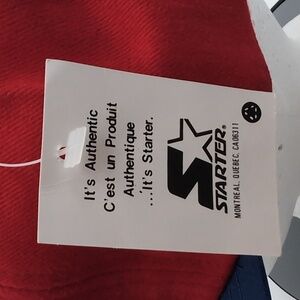 It's Authentic
C'est un Produit
Authentique
...It's Starter.
STARTER®
MONTREAL, QUEBEC CA06311